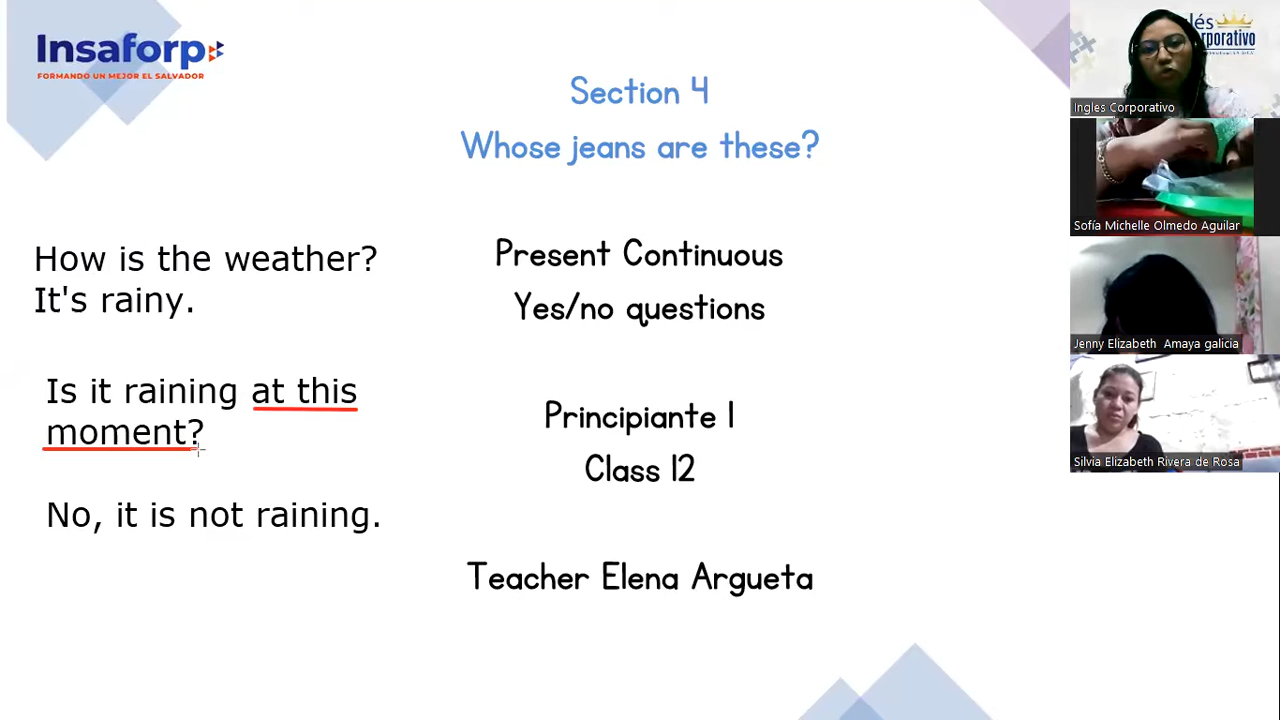 Insaforp
FORMANDO UN MEJOR EL SALVADOR
Section 4
Whose jeans are these?
How is the weather?
It's rainy.
Is it raining at this
moment?
No, it is not raining.
Present Continuous
Yes/no questions
Principiante 1
Class 12
Teacher Elena Argueta
Inglés
Corporativo
Ingles Corporativo
Sofía Michelle Olmedo Aguilar
Jenny Elizabeth Amaya galicia
Silvia Elizabeth Rivera de Rosa